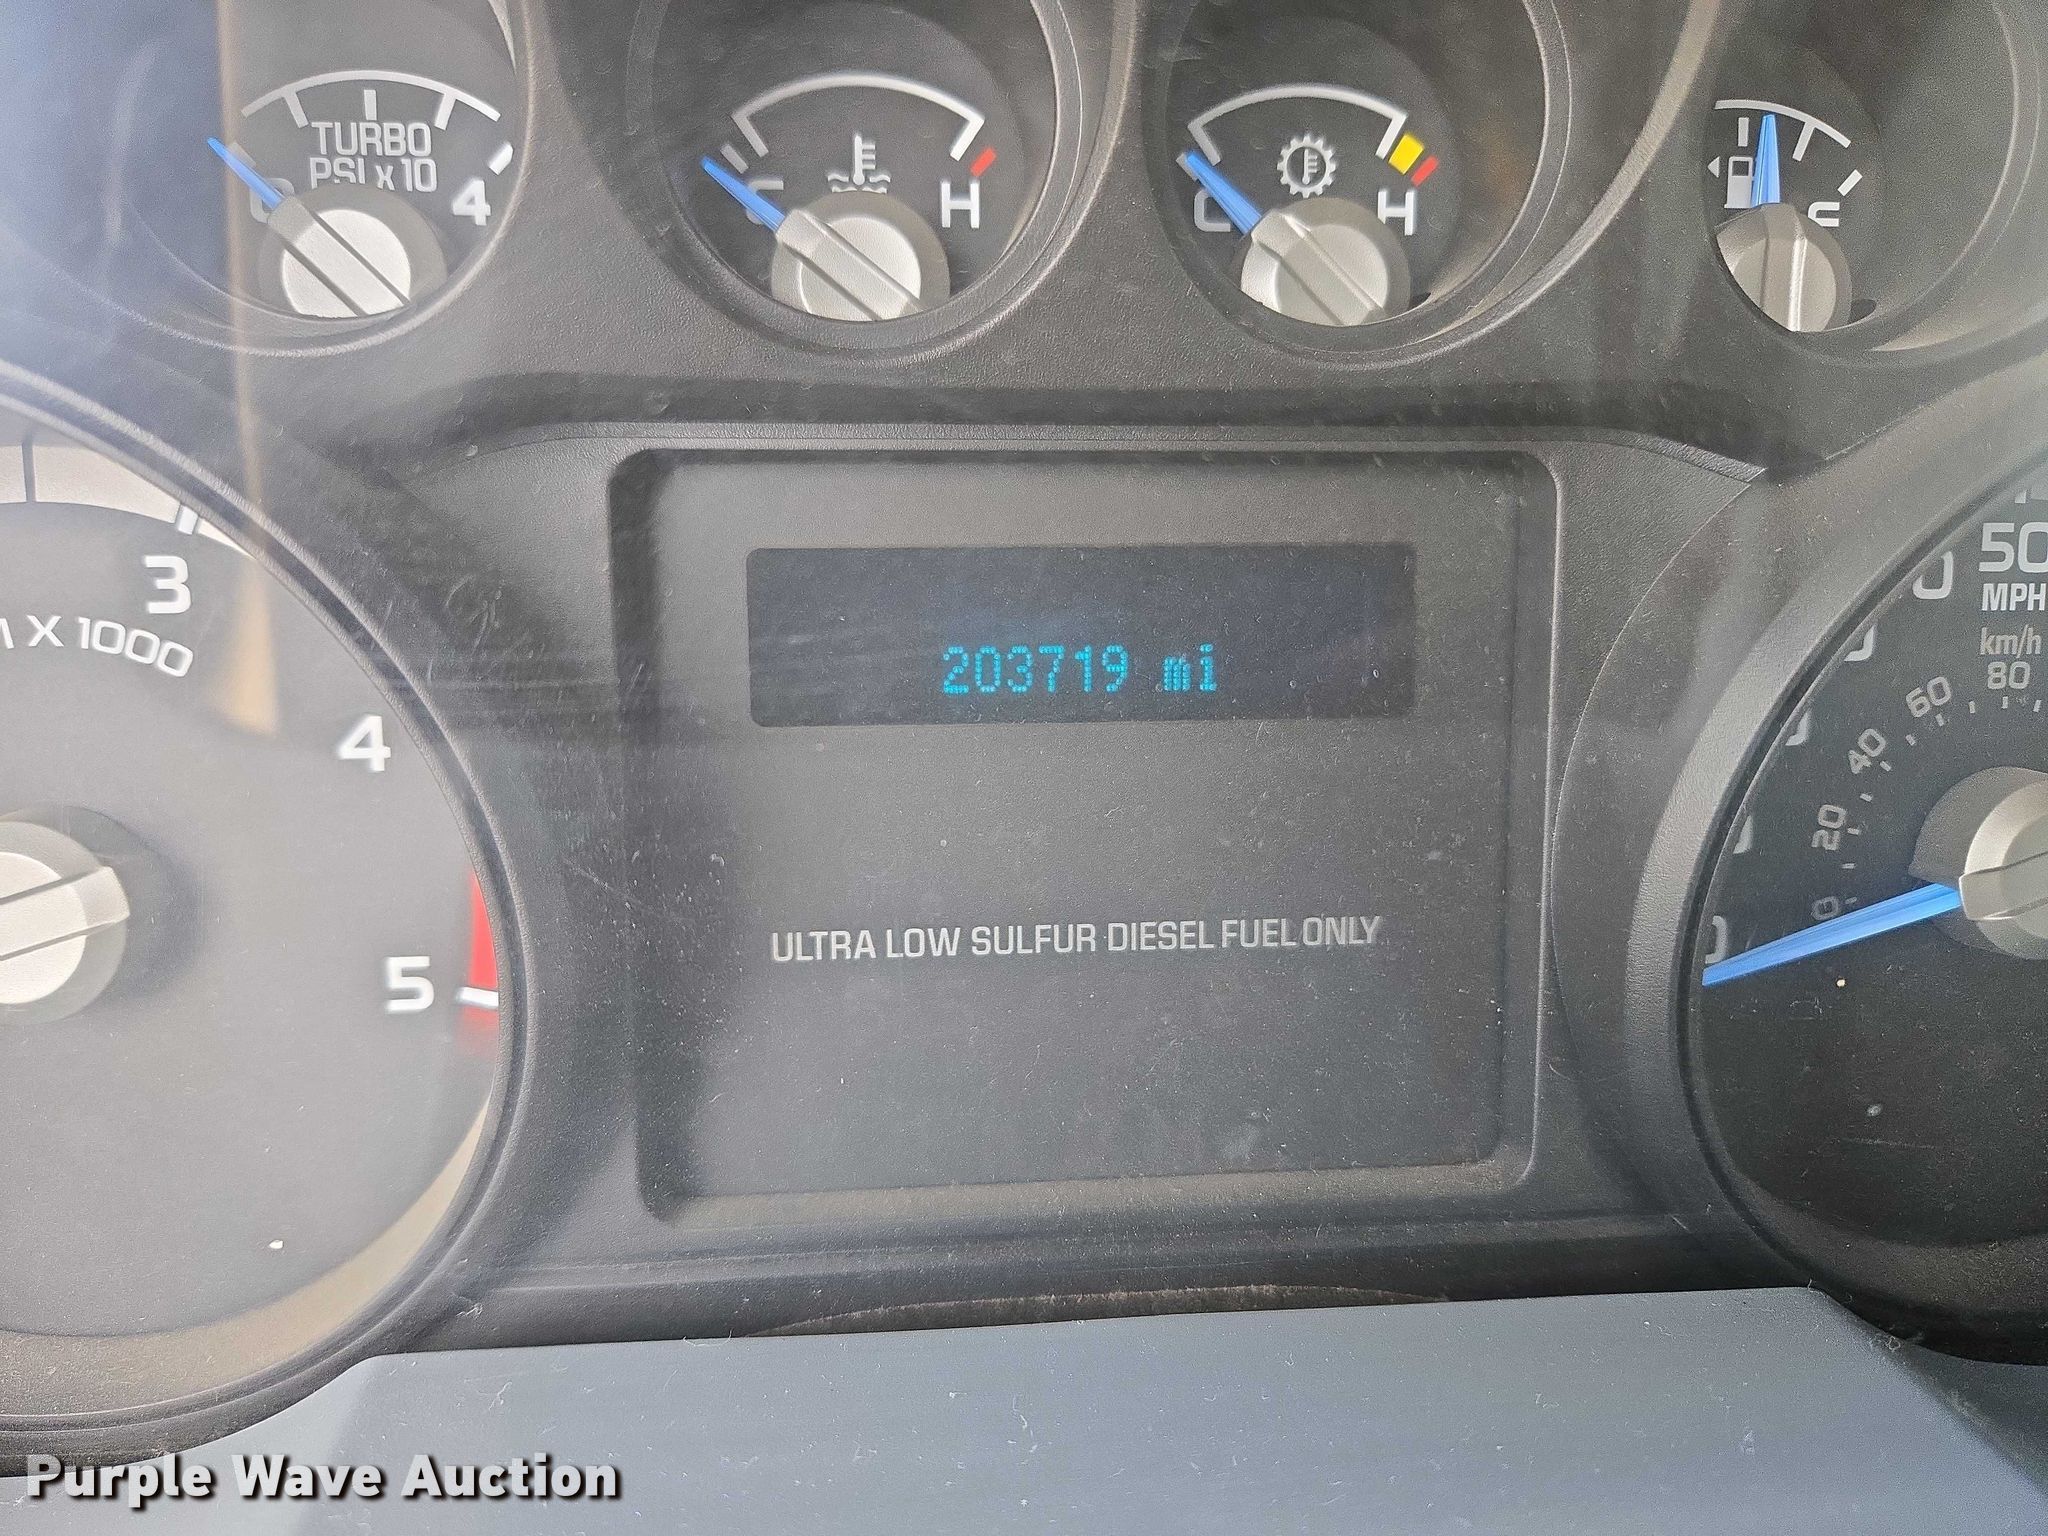 TURBO
PSI x 10
4
H
C
H
3
X 1000
4
5
203719 mi
ULTRA LOW SULFUR DIESEL FUEL ONLY
50
MPH
km/h
80
60
40
20
0
Purple Wave Auction